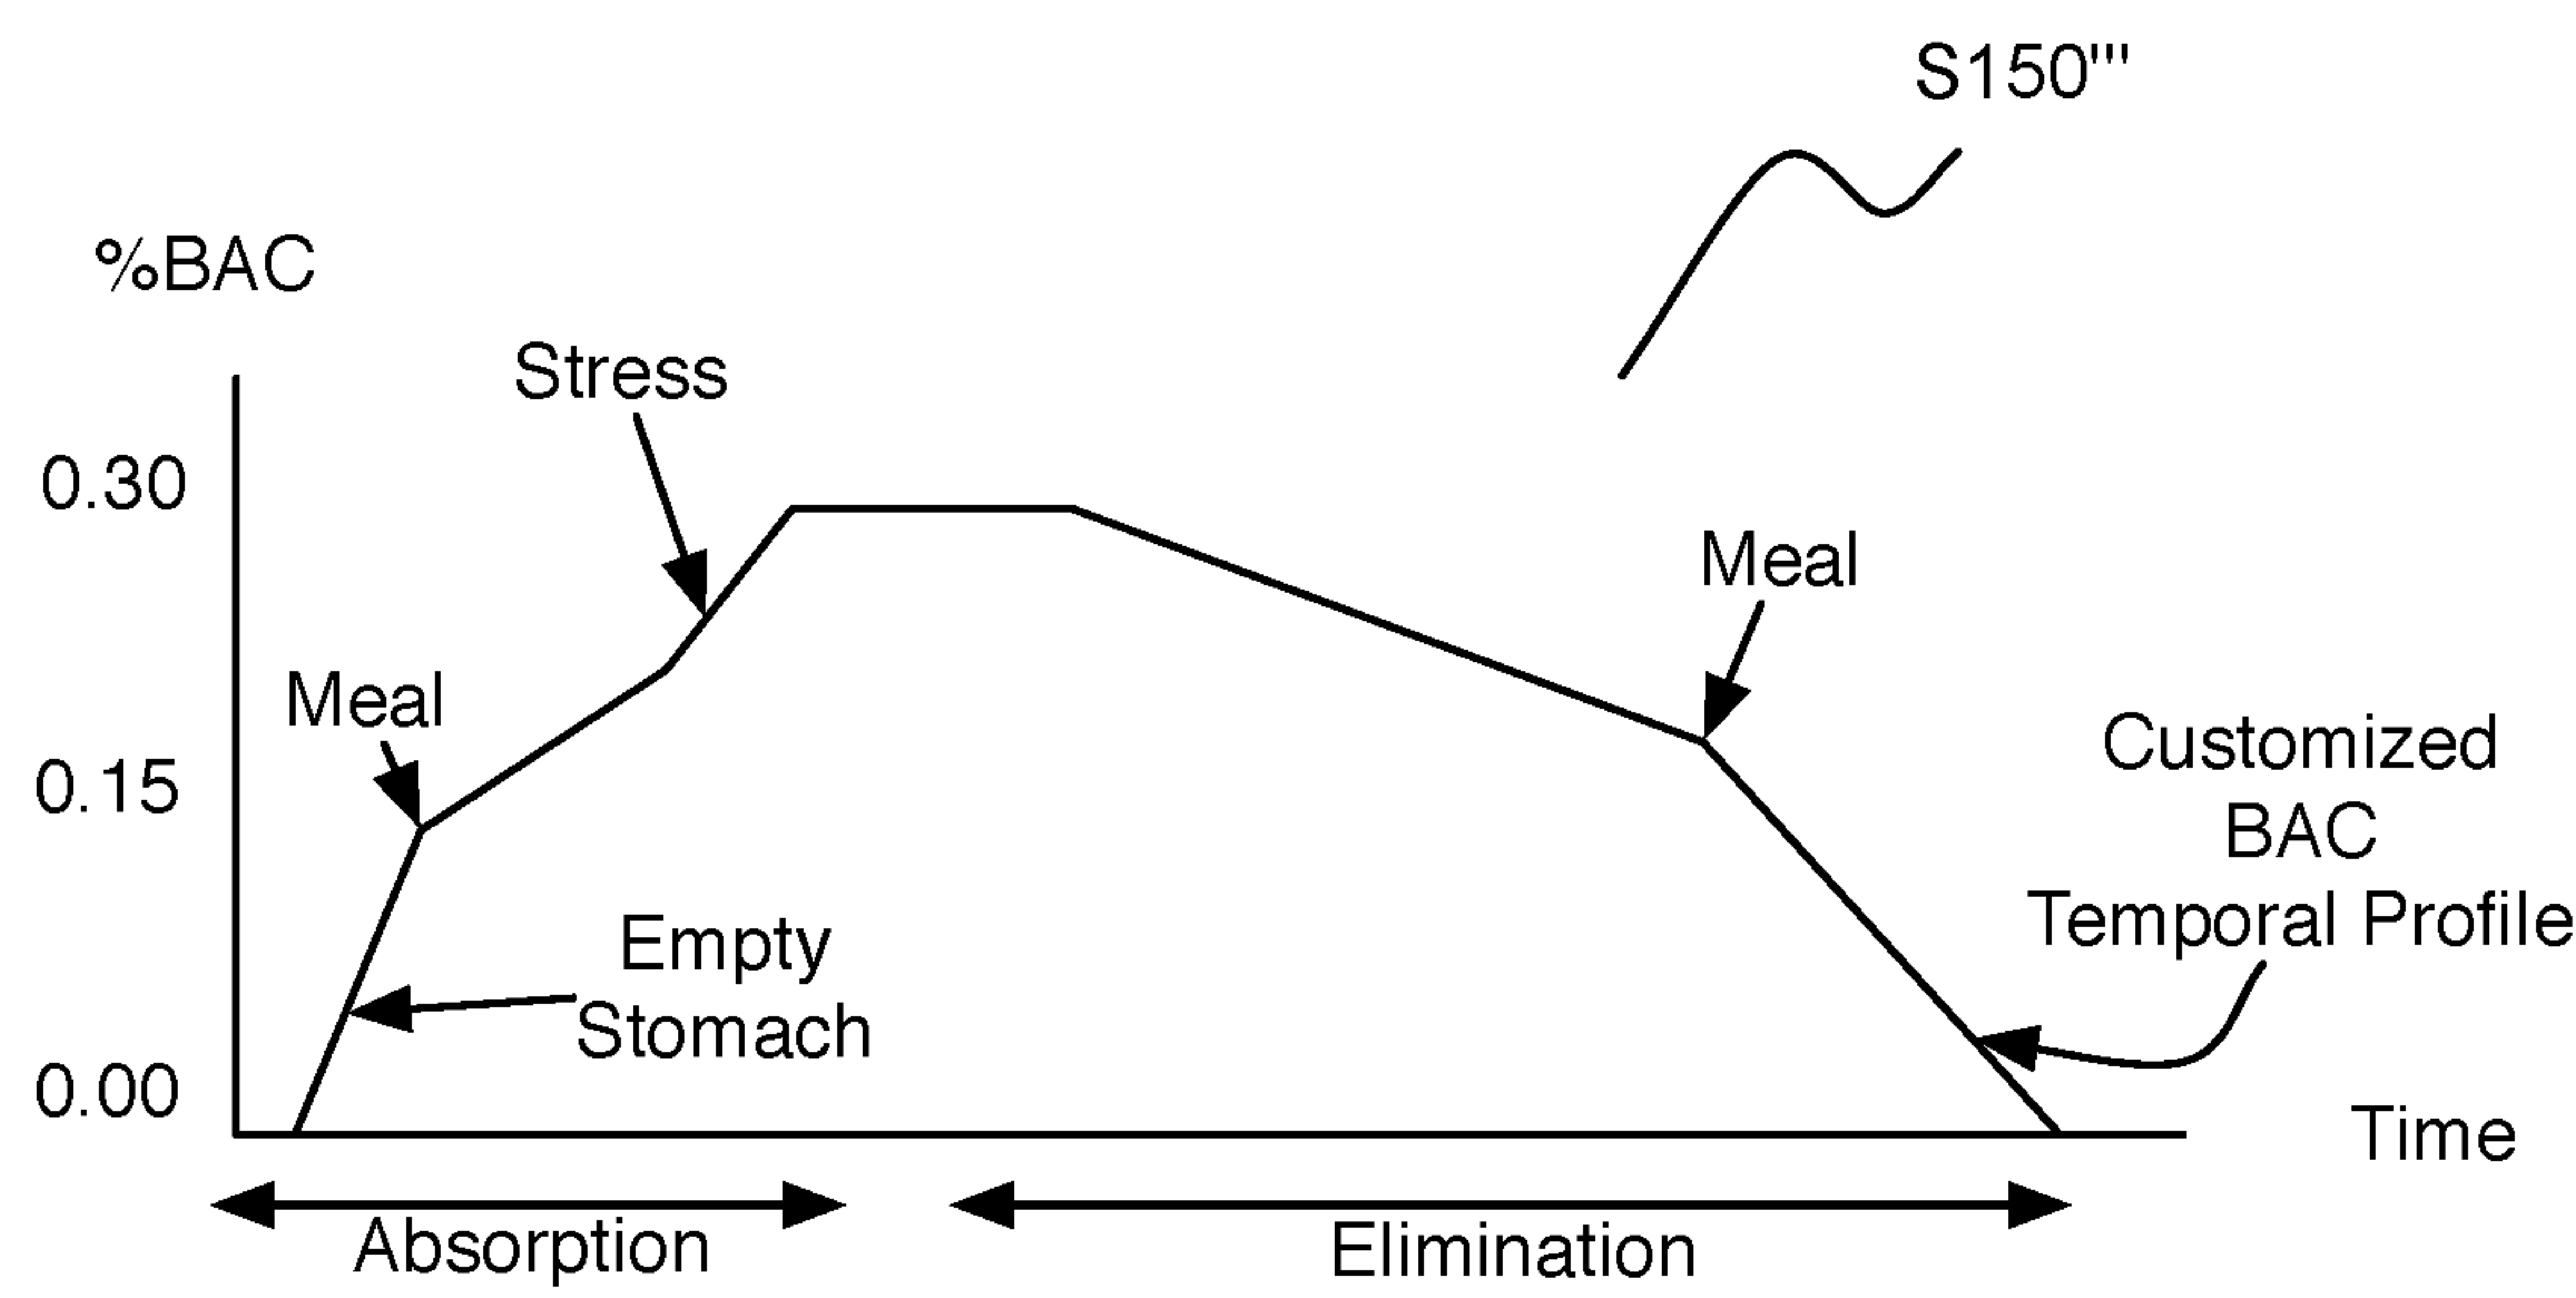 S150'''
%BAC
Stress
0.30
Meal
Meal
0.15
Customized
BAC
Temporal Profile
Empty
Stomach
0.00
Time
Absorption
Elimination